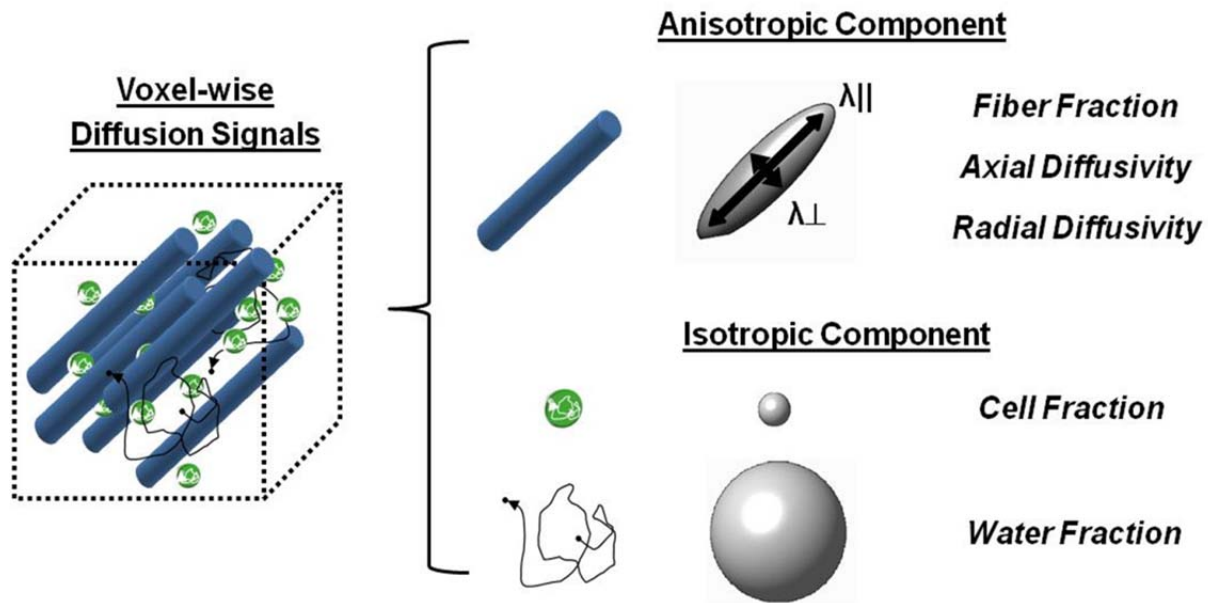 Voxel-wise
Diffusion Signals
Anisotropic Component
λ||
λ⊥
Fiber Fraction
Axial Diffusivity
Radial Diffusivity
Isotropic Component
Cell Fraction
Water Fraction